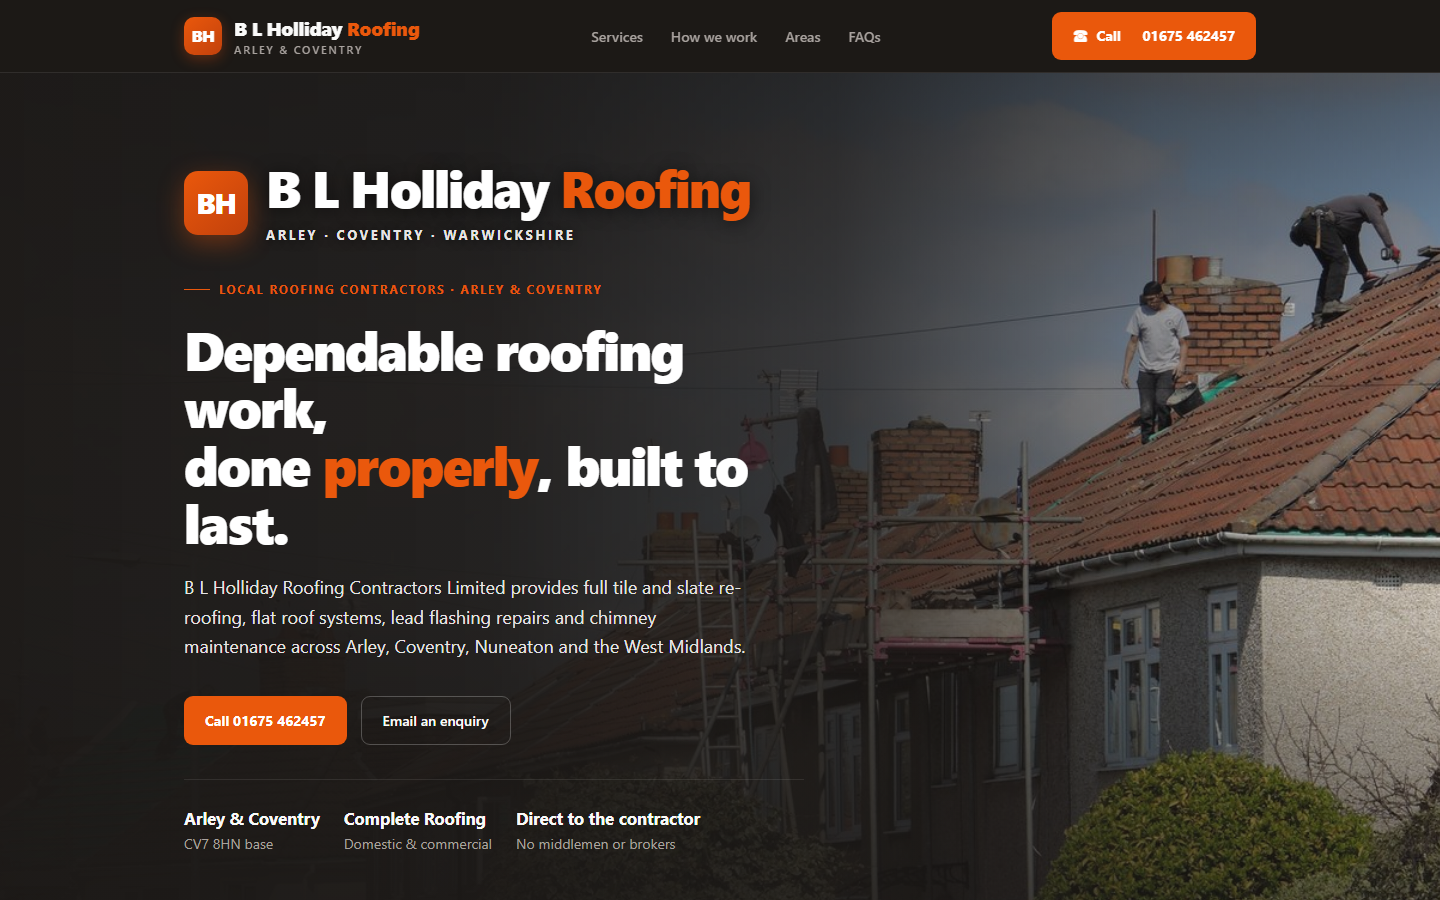 BH
B L Holliday Roofing
ARLEY & COVENTRY
Services
How we work
Areas
FAQs
☎ Call 01675 462457
BH
B L Holliday Roofing
ARLEY · COVENTRY · WARWICKSHIRE
LOCAL ROOFING CONTRACTORS · ARLEY & COVENTRY
Dependable roofing
work,
done properly, built to
last.
B L Holliday Roofing Contractors Limited provides full tile and slate re-
roofing, flat roof systems, lead flashing repairs and chimney
maintenance across Arley, Coventry, Nuneaton and the West Midlands.
Call 01675 462457
Email an enquiry
Arley & Coventry
CV7 8HN base
Complete Roofing
Domestic & commercial
Direct to the contractor
No middlemen or brokers